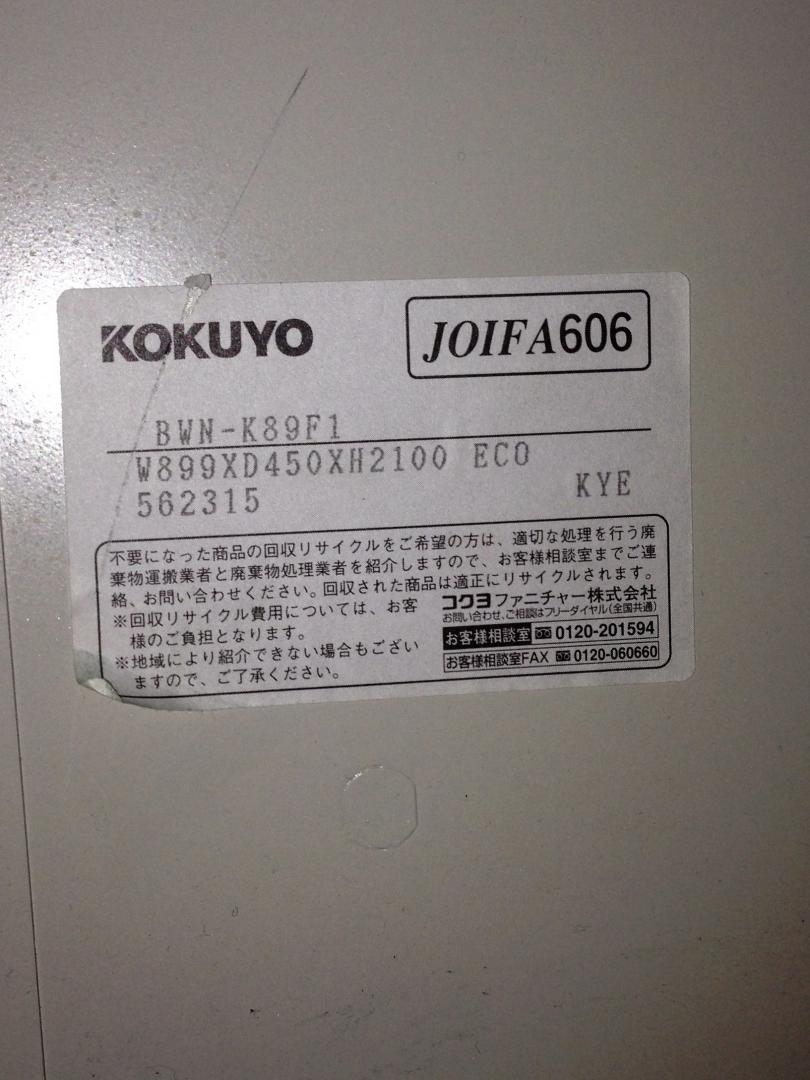 KOKUYO
JOIFA606
BWN-K89F1
W899XD450XH2100 ECO
562315
KYE
不要になった商品の回収リサイクルをご希望の方は、適切な処理を行う廃
棄物運搬業者と廃棄物処理業者を紹介しますので、お客様相談室までご連
絡、お問い合わせください。回収された商品は適正にリサイクルされます。
※回収リサイクル費用については、お客
様のご負担となります。
※地域により紹介できない場合もござい
ますので、ご了承ください。
コクヨファニチャー株式会社
お問い合わせ、ご相談はフリーダイヤル(全国共通)
お客様相談室 0120-201594
お客様相談室FAX 0120-060660